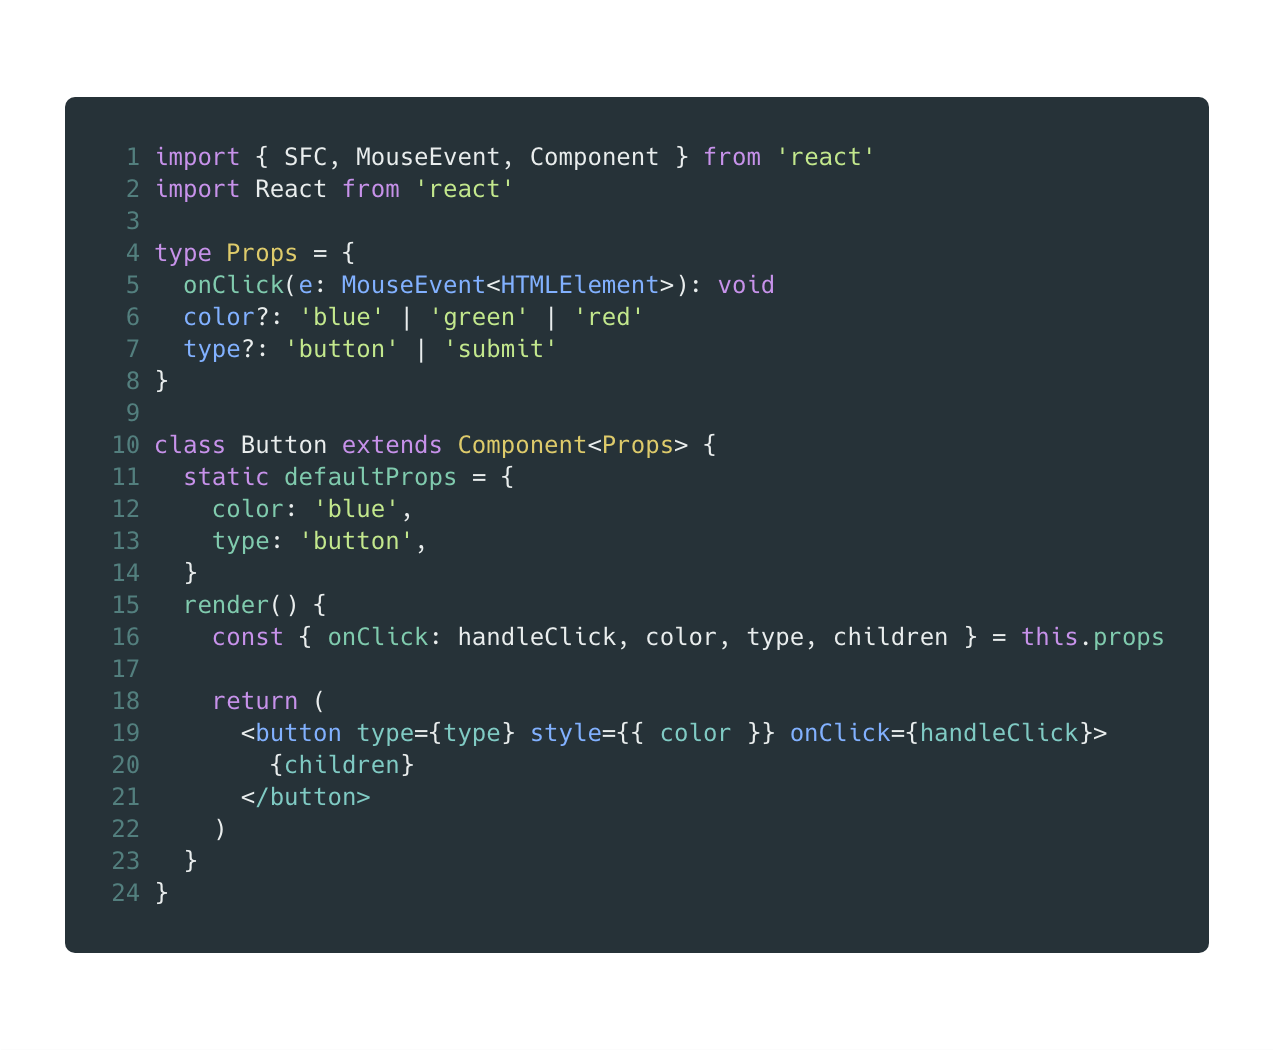 1 import { SFC, MouseEvent, Component } from 'react'
2 import React from 'react'
3
4 type Props = {
5   onClick(e: MouseEvent<HTMLElement>): void
6   color?: 'blue' | 'green' | 'red'
7   type?: 'button' | 'submit'
8 }
9
10 class Button extends Component<Props> {
11   static defaultProps = {
12     color: 'blue',
13     type: 'button',
14   }
15   render() {
16     const { onClick: handleClick, color, type, children } = this.props
17
18     return (
19       <button type={type} style={{ color }} onClick={handleClick}>
20         {children}
21       </button>
22     )
23   }
24 }